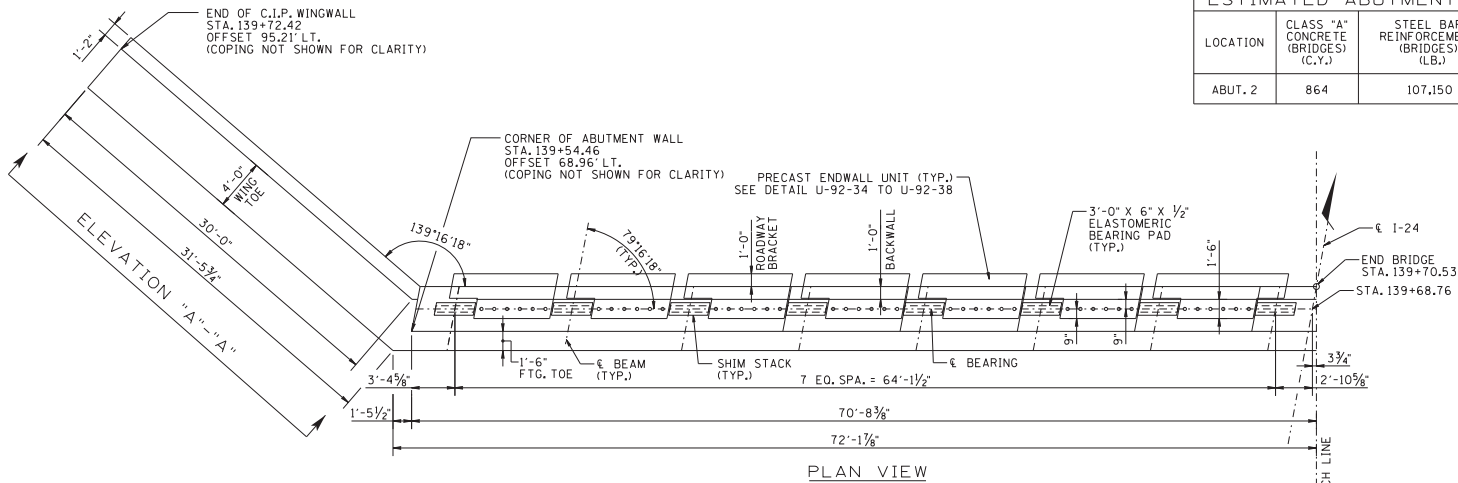 END OF C.I.P. WINGWALL
STA. 139+72.42
OFFSET 95.21' LT.
(COPING NOT SHOWN FOR CLARITY)
1'-2"
ESTIMATED ABUTMENT
LOCATION
CLASS "A"
CONCRETE
(BRIDGES)
(C.Y.)
STEEL BAR
REINFORCEME
(BRIDGES)
(LB.)
ABUT. 2
864
107,150
CORNER OF ABUTMENT WALL
STA. 139+54.46
OFFSET 68.96' LT.
(COPING NOT SHOWN FOR CLARITY)
PRECAST ENDWALL UNIT (TYP.)
SEE DETAIL U-92-34 TO U-92-38
3'-0" X 6" X 1/2"
ELASTOMERIC
BEARING PAD
(TYP.)
℄ I-24
END BRIDGE
STA. 139+70.53
STA. 139+68.76
4'-0"
WING
TOE
30'-0"
31'-5 3/4"
ELEVATION "A"-"A"
139°16'18"
79°16'18"
(TYP.)
1'-0"
ROADWAY
BRACKET
1'-0"
BACKWALL
1'-6"
9"
9"
1'-6"
FTG. TOE
℄ BEAM
(TYP.)
SHIM STACK
(TYP.)
℄ BEARING
3 3/4"
3'-4 5/8"
7 EQ. SPA. = 64'-1 1/2"
2'-10 5/8"
1'-5 1/2"
70'-8 3/8"
72'-1 7/8"
CH LINE
PLAN VIEW